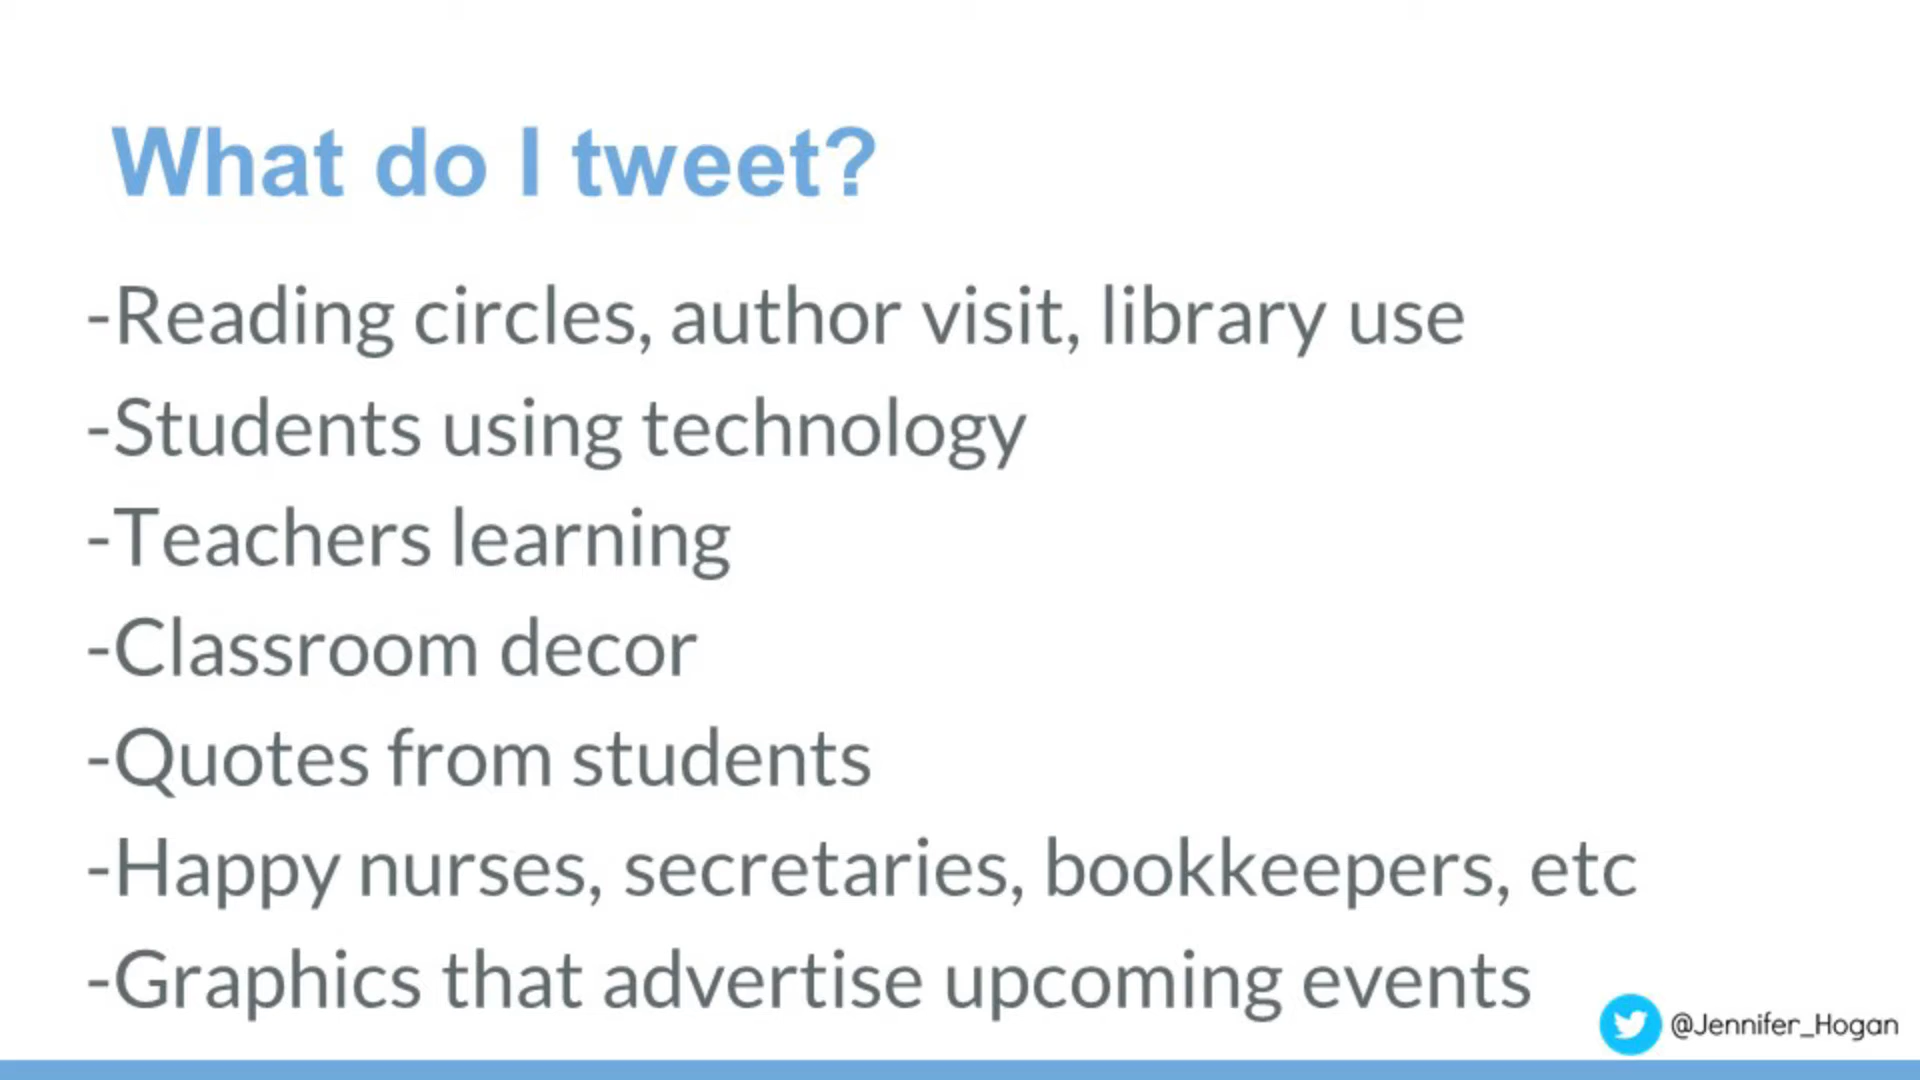 What do I tweet?
-Reading circles, author visit, library use
-Students using technology
-Teachers learning
-Classroom decor
-Quotes from students
-Happy nurses, secretaries, bookkeepers, etc
-Graphics that advertise upcoming events
@Jennifer_Hogan